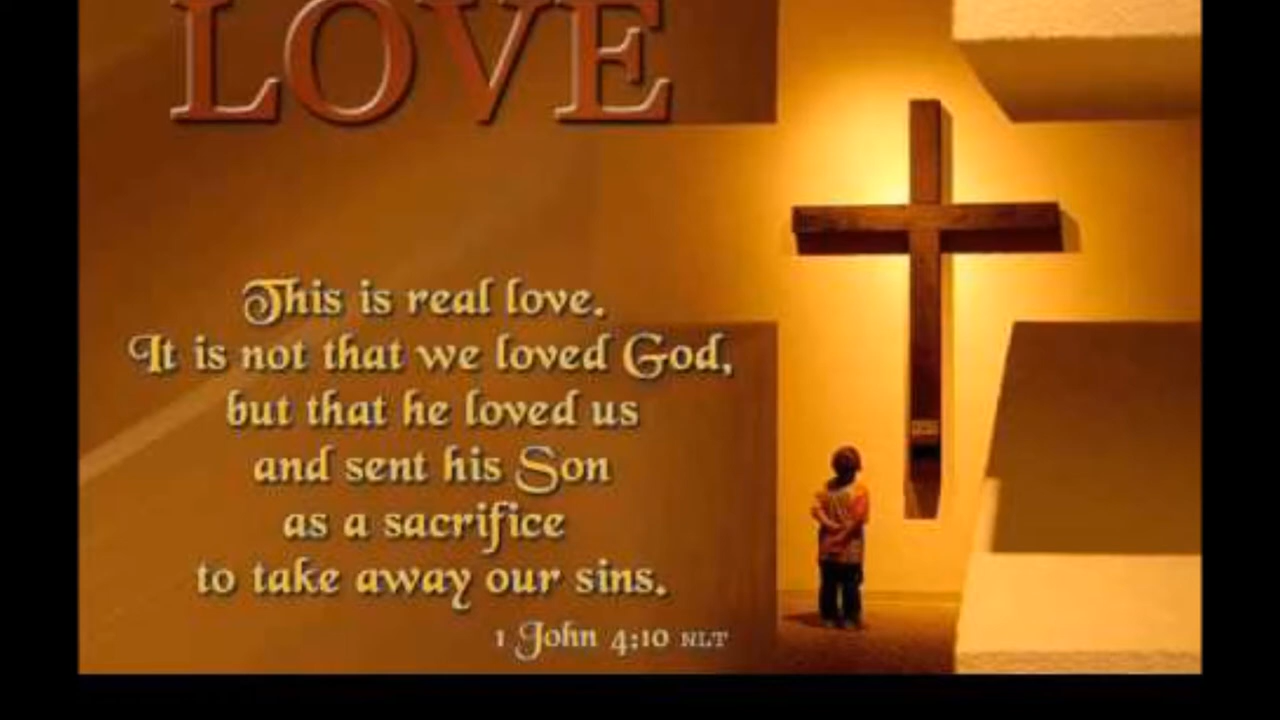 LOVE
This is real love.
It is not that we loved God,
but that he loved us
and sent his Son
as a sacrifice
to take away our sins.
1 John 4:10 NLT